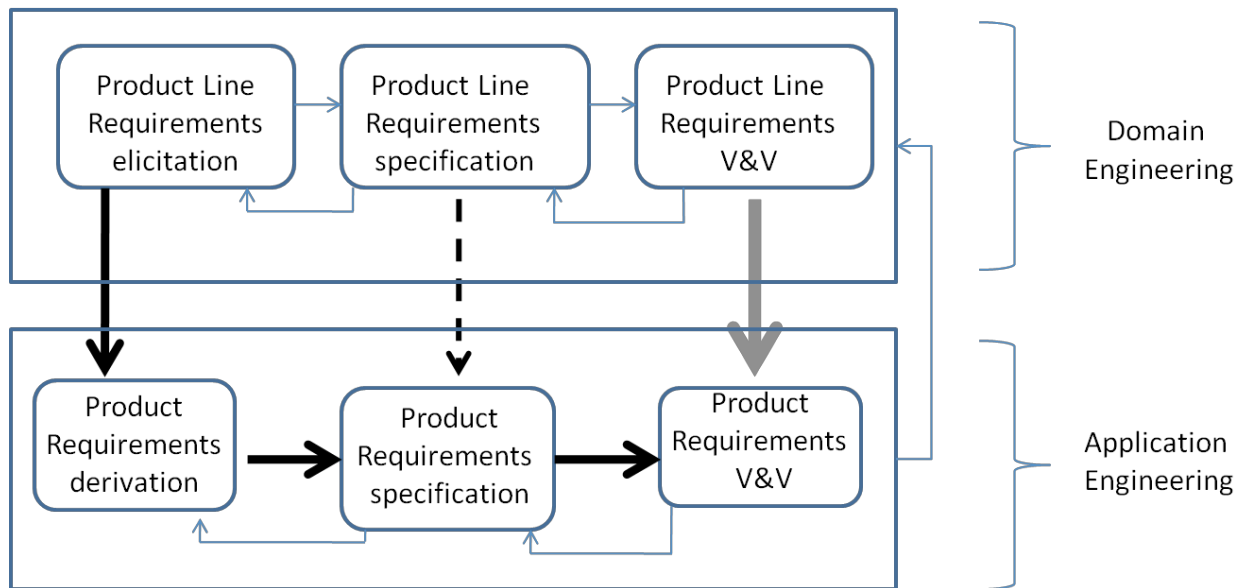 Product Line
Requirements
elicitation
Product Line
Requirements
specification
Product Line
Requirements
V&V
Domain
Engineering
Product
Requirements
derivation
Product
Requirements
specification
Product
Requirements
V&V
Application
Engineering